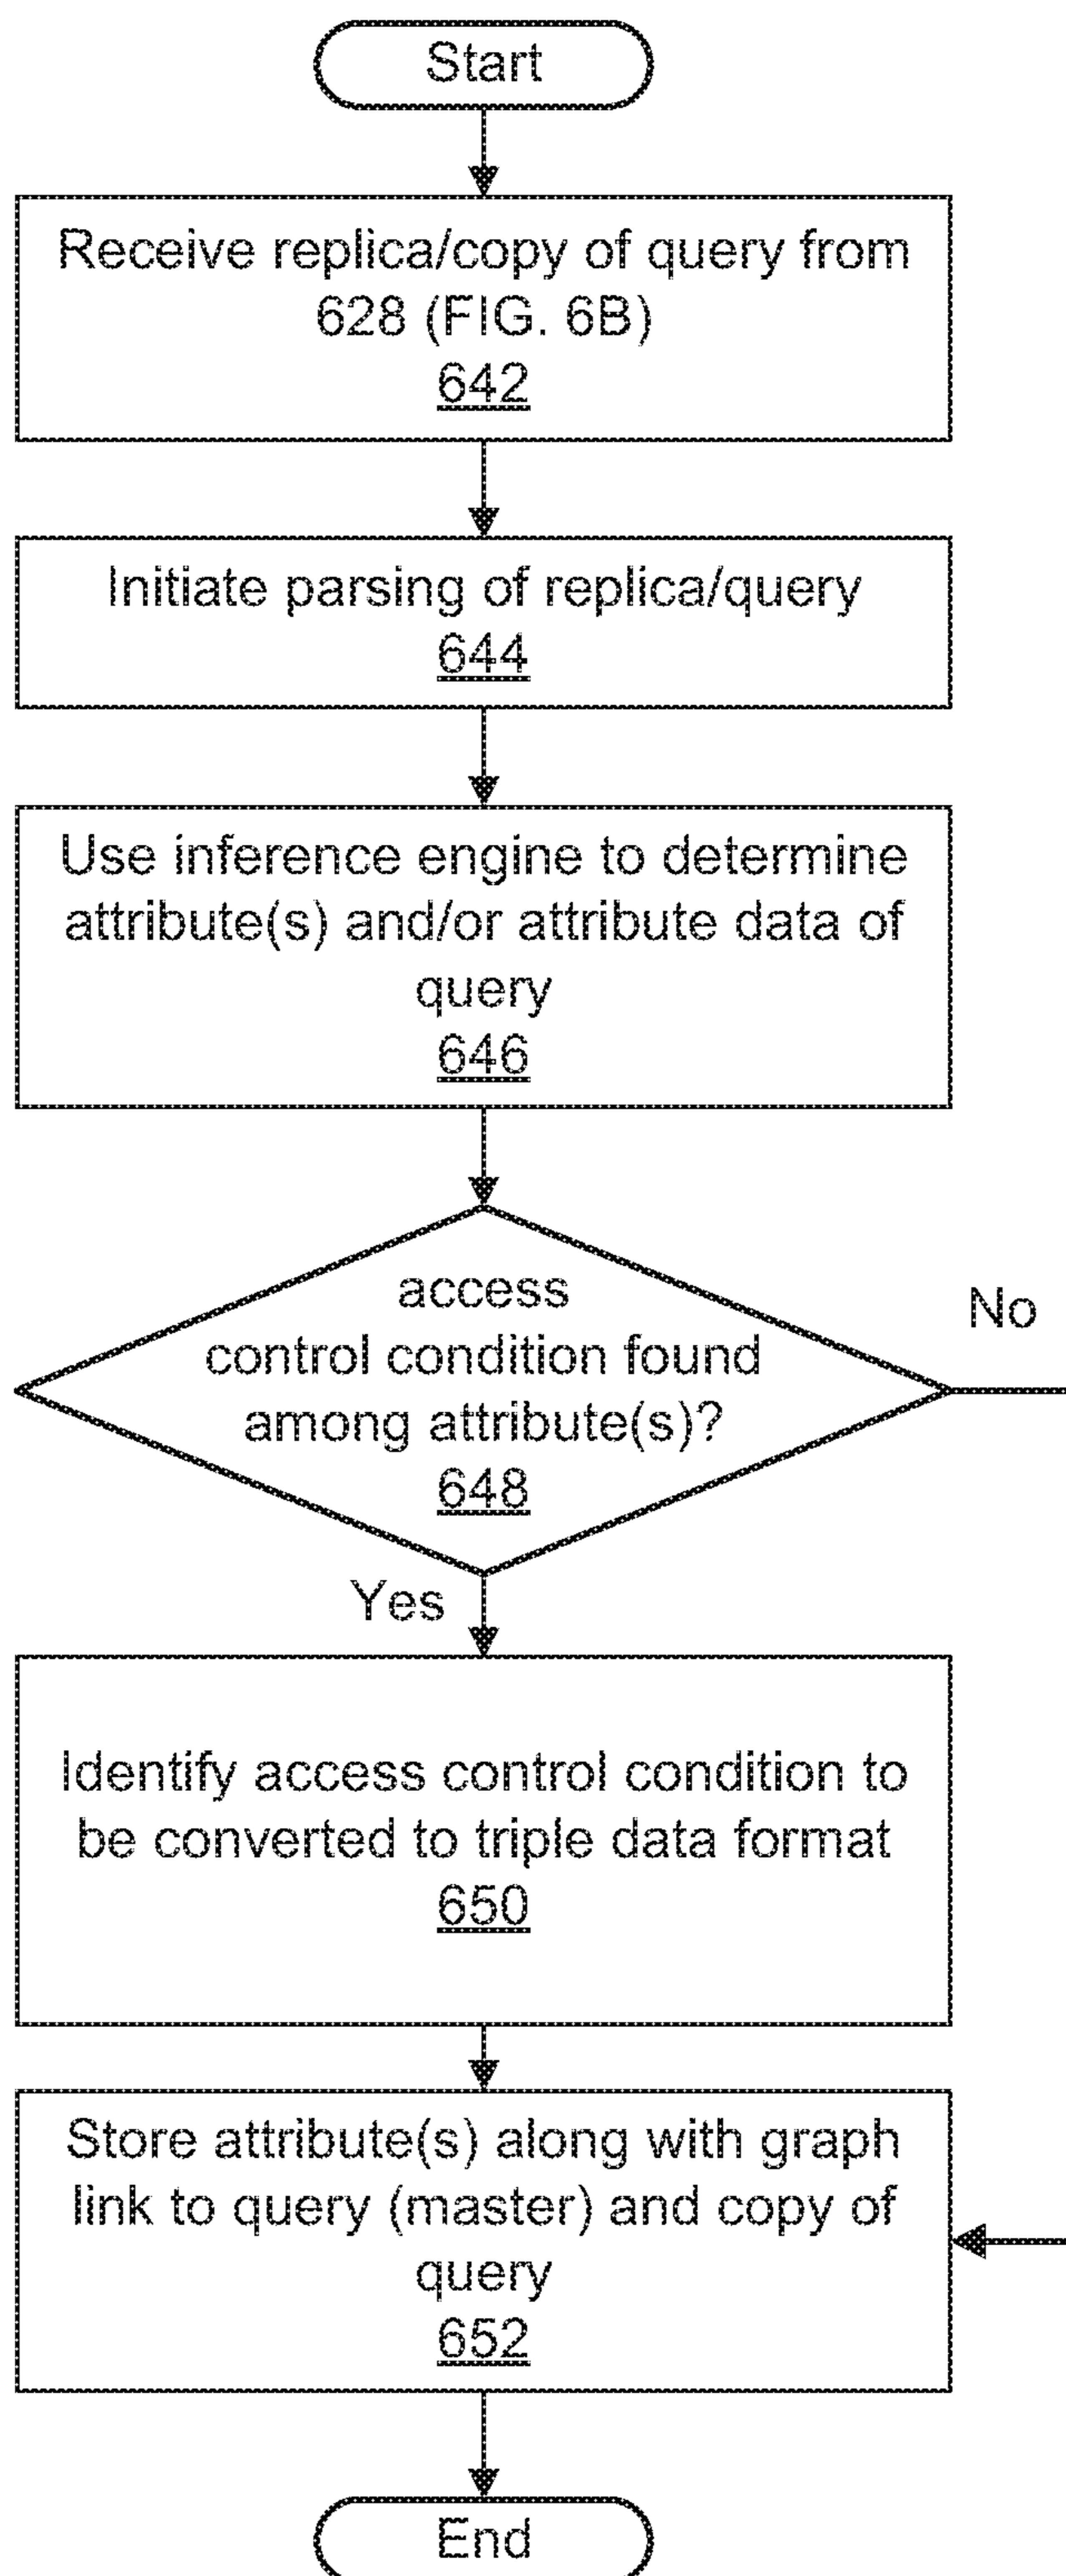 Start
Receive replica/copy of query from
628 (FIG. 6B)
642
Initiate parsing of replica/query
644
Use inference engine to determine
attribute(s) and/or attribute data of
query
646
access
control condition found
among attribute(s)?
648
No
Yes
Identify access control condition to
be converted to triple data format
650
Store attribute(s) along with graph
link to query (master) and copy of
query
652
End